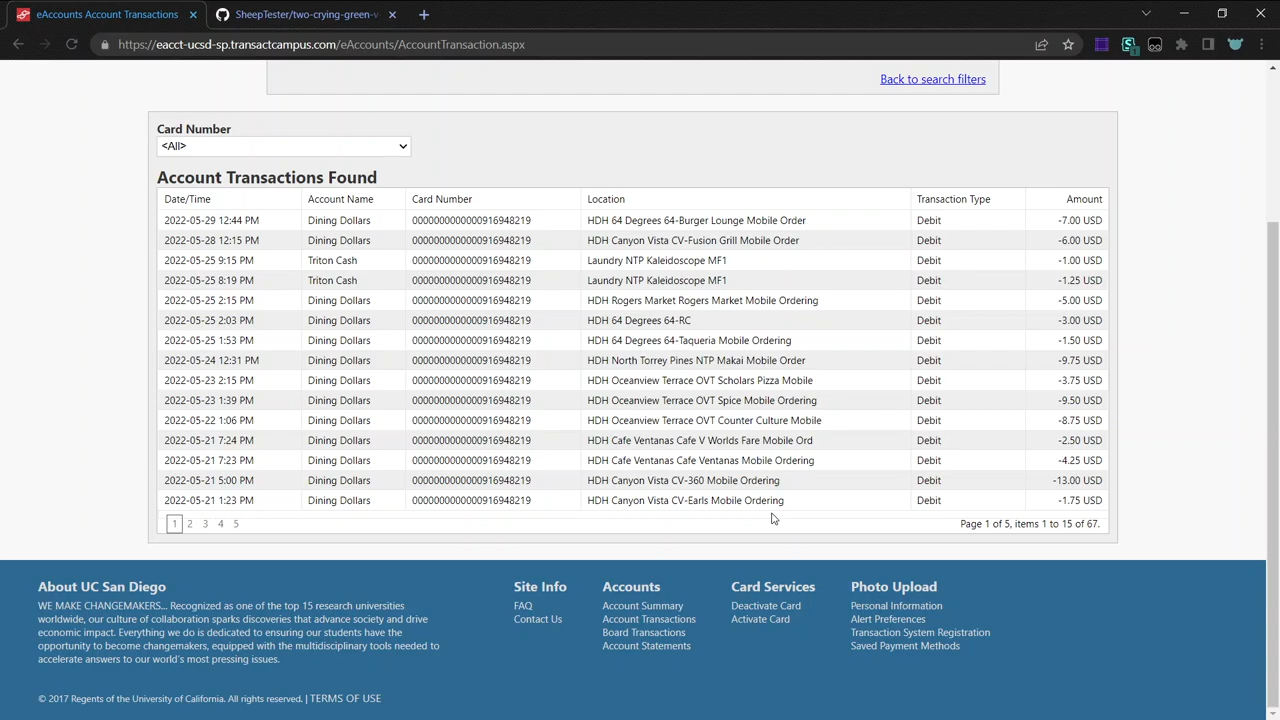 eAccounts Account Transactions
SheepTester/two-crying-green-v
https://eacct-ucsd-sp.transactcampus.com/eAccounts/AccountTransaction.aspx
Back to search filters
Card Number
<All>
Account Transactions Found
Date/Time Account Name Card Number Location Transaction Type Amount
2022-05-29 12:44 PM Dining Dollars 0000000000000916948219 HDH 64 Degrees 64-Burger Lounge Mobile Order Debit -7.00 USD
2022-05-28 12:15 PM Dining Dollars 0000000000000916948219 HDH Canyon Vista CV-Fusion Grill Mobile Order Debit -6.00 USD
2022-05-25 9:15 PM Triton Cash 0000000000000916948219 Laundry NTP Kaleidoscope MF1 Debit -1.00 USD
2022-05-25 8:19 PM Triton Cash 0000000000000916948219 Laundry NTP Kaleidoscope MF1 Debit -1.25 USD
2022-05-25 2:15 PM Dining Dollars 0000000000000916948219 HDH Rogers Market Rogers Market Mobile Ordering Debit -5.00 USD
2022-05-25 2:03 PM Dining Dollars 0000000000000916948219 HDH 64 Degrees 64-RC Debit -3.00 USD
2022-05-25 1:53 PM Dining Dollars 0000000000000916948219 HDH 64 Degrees 64-Taqueria Mobile Ordering Debit -1.50 USD
2022-05-24 12:31 PM Dining Dollars 0000000000000916948219 HDH North Torrey Pines NTP Makai Mobile Order Debit -9.75 USD
2022-05-23 2:15 PM Dining Dollars 0000000000000916948219 HDH Oceanview Terrace OVT Scholars Pizza Mobile Debit -3.75 USD
2022-05-23 1:39 PM Dining Dollars 0000000000000916948219 HDH Oceanview Terrace OVT Spice Mobile Ordering Debit -9.50 USD
2022-05-22 1:06 PM Dining Dollars 0000000000000916948219 HDH Oceanview Terrace OVT Counter Culture Mobile Debit -8.75 USD
2022-05-21 7:24 PM Dining Dollars 0000000000000916948219 HDH Cafe Ventanas Cafe V Worlds Fare Mobile Ord Debit -2.50 USD
2022-05-21 7:23 PM Dining Dollars 0000000000000916948219 HDH Cafe Ventanas Cafe Ventanas Mobile Ordering Debit -4.25 USD
2022-05-21 5:00 PM Dining Dollars 0000000000000916948219 HDH Canyon Vista CV-360 Mobile Ordering Debit -13.00 USD
2022-05-21 1:23 PM Dining Dollars 0000000000000916948219 HDH Canyon Vista CV-Earls Mobile Ordering Debit -1.75 USD
1 2 3 4 5 Page 1 of 5, items 1 to 15 of 67.
About UC San Diego
WE MAKE CHANGEMAKERS... Recognized as one of the top 15 research universities
worldwide, our culture of collaboration sparks discoveries that advance society and drive
economic impact. Everything we do is dedicated to ensuring our students have the
opportunity to become changemakers, equipped with the multidisciplinary tools needed to
accelerate answers to our world's most pressing issues.
Site Info
FAQ
Contact Us
Accounts
Account Summary
Account Transactions
Board Transactions
Account Statements
Card Services
Deactivate Card
Activate Card
Photo Upload
Personal Information
Alert Preferences
Transaction System Registration
Saved Payment Methods
© 2017 Regents of the University of California. All rights reserved. | TERMS OF USE